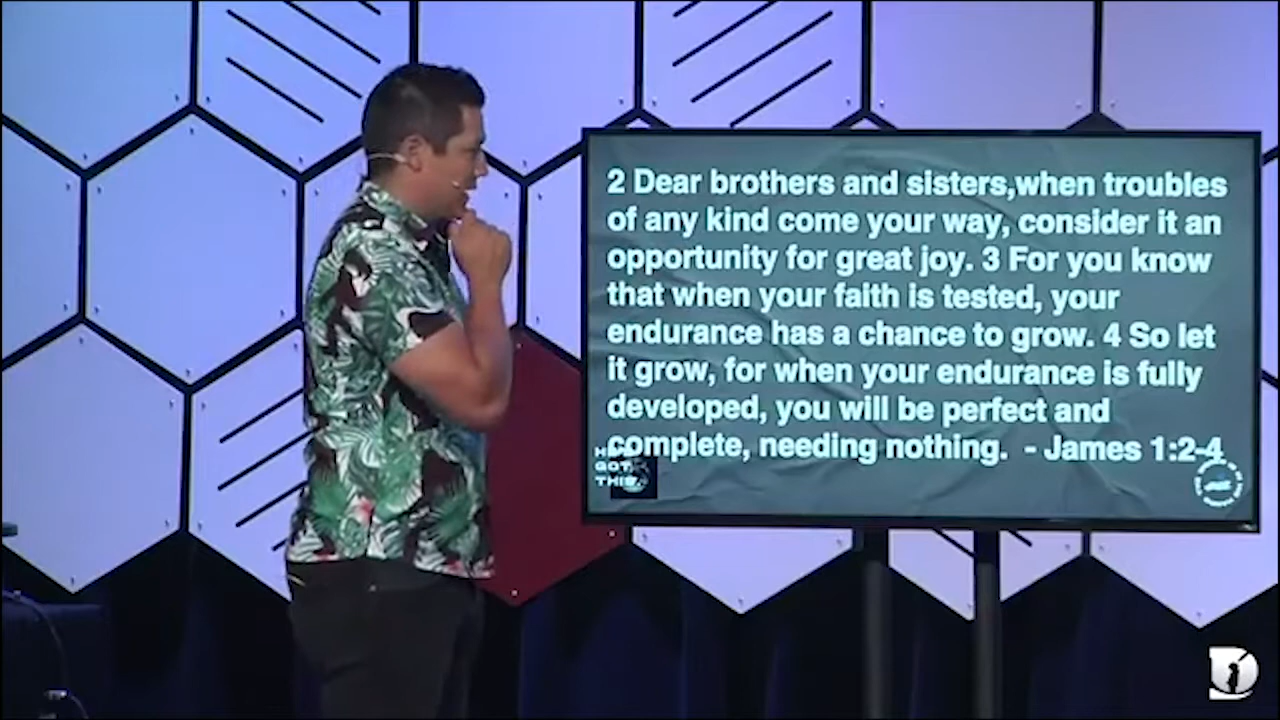 2 Dear brothers and sisters,when troubles
of any kind come your way, consider it an
opportunity for great joy. 3 For you know
that when your faith is tested, your
endurance has a chance to grow. 4 So let
it grow, for when your endurance is fully
developed, you will be perfect and
complete, needing nothing.  - James 1:2-4
GOT
THIS.
D